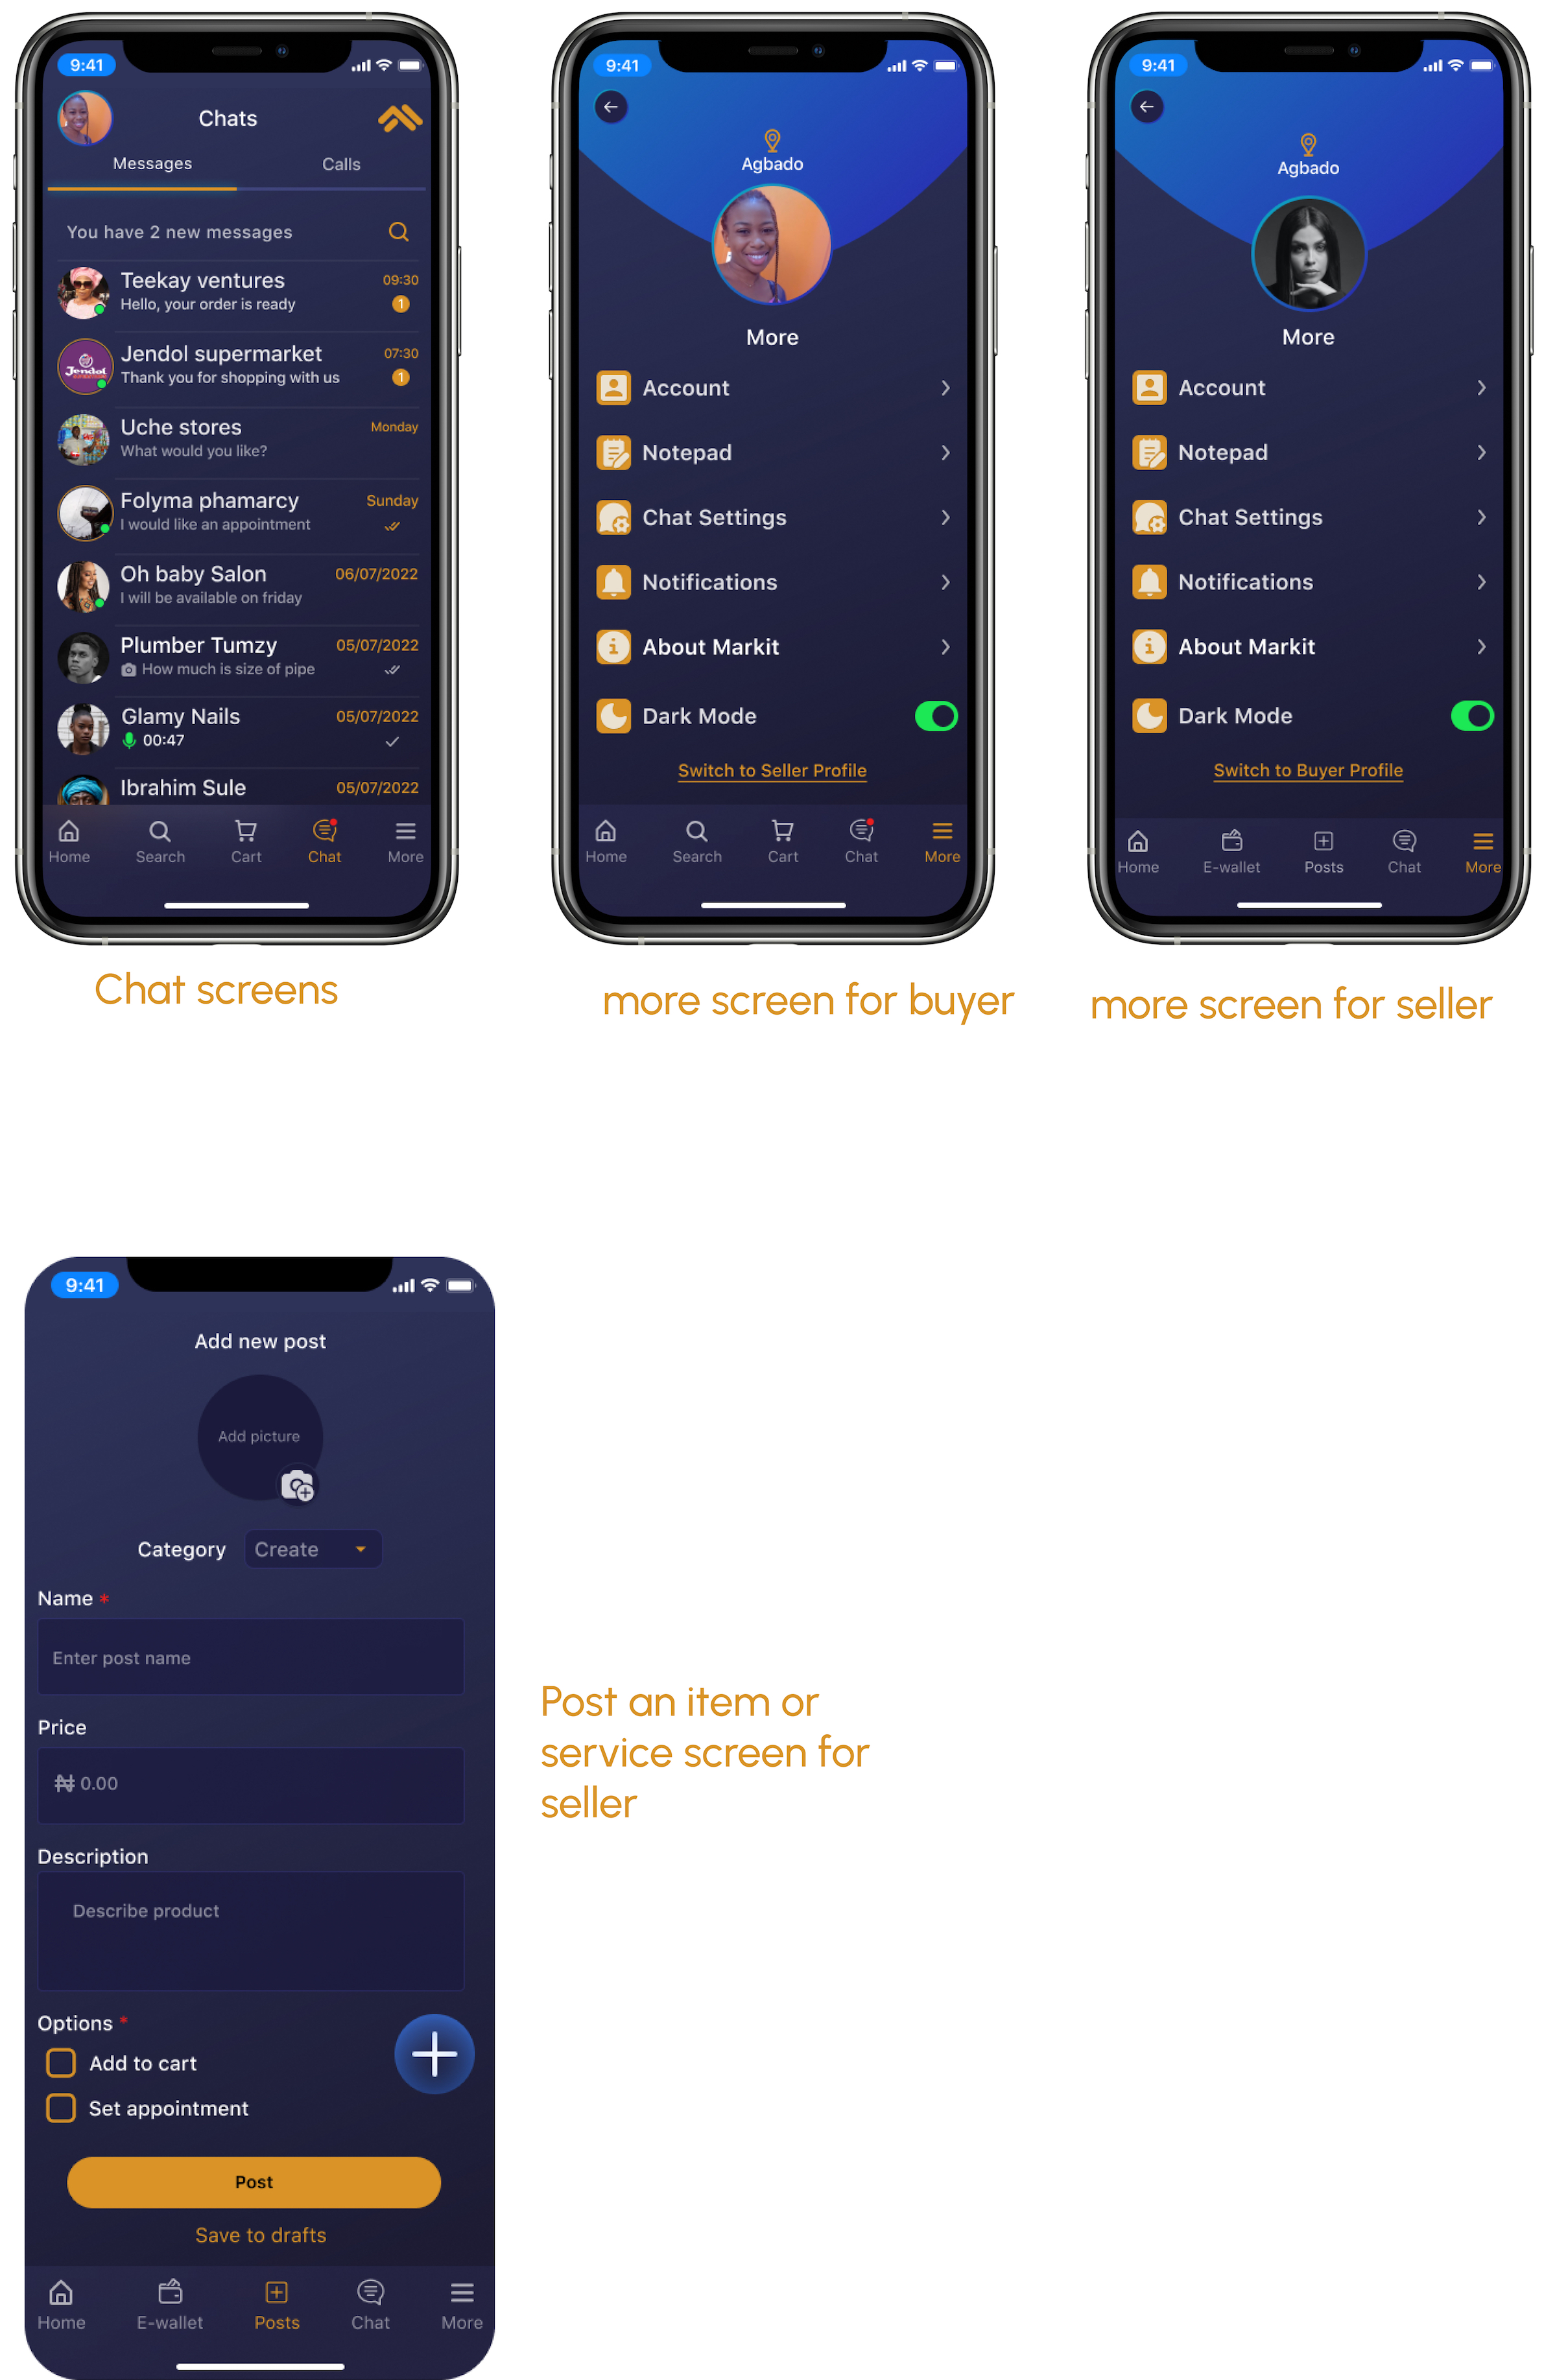 9:41
Chats
Messages Calls
You have 2 new messages
Teekay ventures 09:30
Hello, your order is ready 1
Jendol
Jendol supermarket 07:30
Thank you for shopping with us 1
Uche stores Monday
What would you like?
Folyma phamarcy Sunday
I would like an appointment
Oh baby Salon 06/07/2022
I will be available on friday
Plumber Tumzy 05/07/2022
How much is size of pipe
Glamy Nails 05/07/2022
00:47
Ibrahim Sule 05/07/2022
Home Search Cart Chat More
Chat screens
9:41
Agbado
More
Account
Notepad
Chat Settings
Notifications
About Markit
Dark Mode
Switch to Seller Profile
Home Search Cart Chat More
more screen for buyer
9:41
Agbado
More
Account
Notepad
Chat Settings
Notifications
About Markit
Dark Mode
Switch to Buyer Profile
Home E-wallet Posts Chat More
more screen for seller
9:41
Add new post
Add picture
Category Create
Name *
Enter post name
Price
₦ 0.00
Description
Describe product
Options *
Add to cart
Set appointment
Post
Save to drafts
Home E-wallet Posts Chat More
Post an item or
service screen for
seller